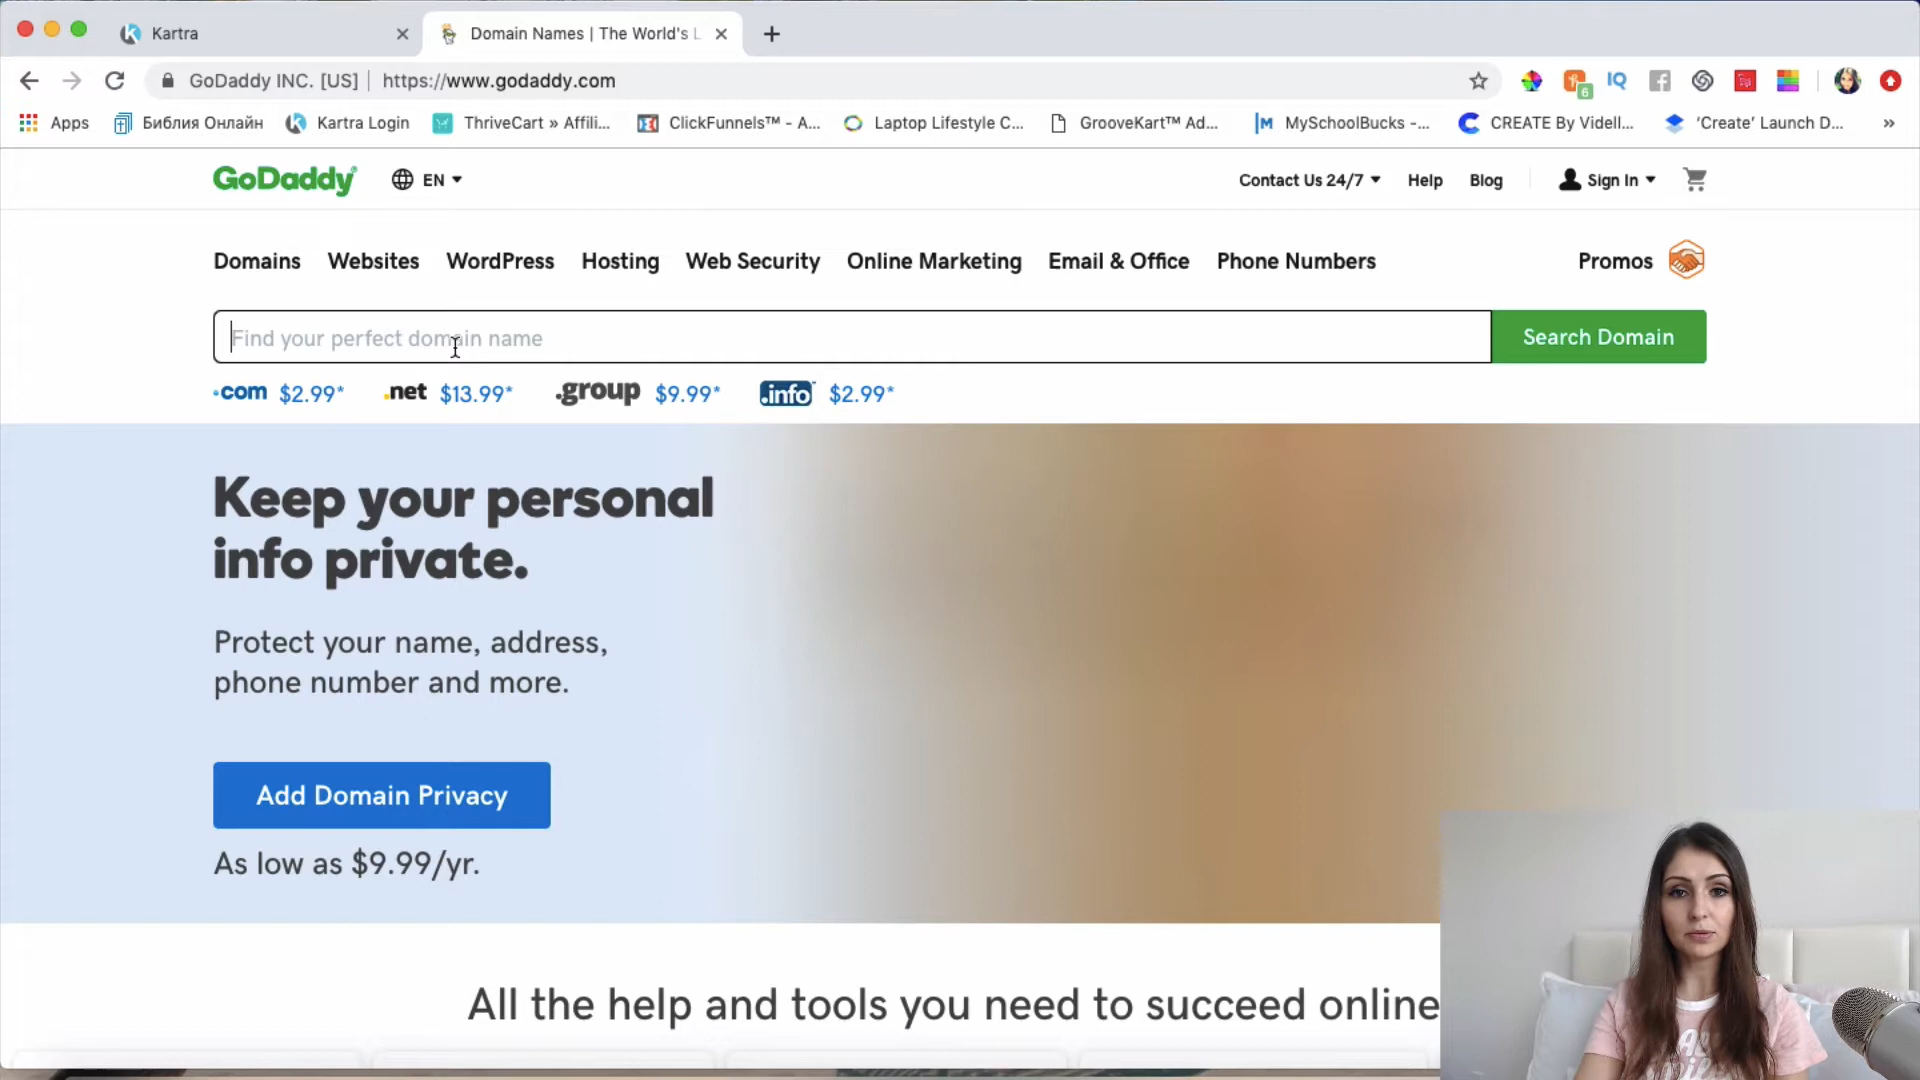 Kartra
Domain Names | The World's L
GoDaddy INC. [US] | https://www.godaddy.com
6
IQ
Apps
Библия Онлайн
Kartra Login
ThriveCart » Affili...
ClickFunnels™ - A...
Laptop Lifestyle C...
GrooveKart™ Ad...
MySchoolBucks -...
CREATE By Videll...
'Create' Launch D...
»
GoDaddy
EN
Contact Us 24/7
Help
Blog
Sign In
Domains
Websites
WordPress
Hosting
Web Security
Online Marketing
Email & Office
Phone Numbers
Promos
Find your perfect domain name
Search Domain
.com $2.99*
.net $13.99*
.group $9.99*
.info $2.99*
Keep your personal
info private.
Protect your name, address,
phone number and more.
Add Domain Privacy
As low as $9.99/yr.
All the help and tools you need to succeed online